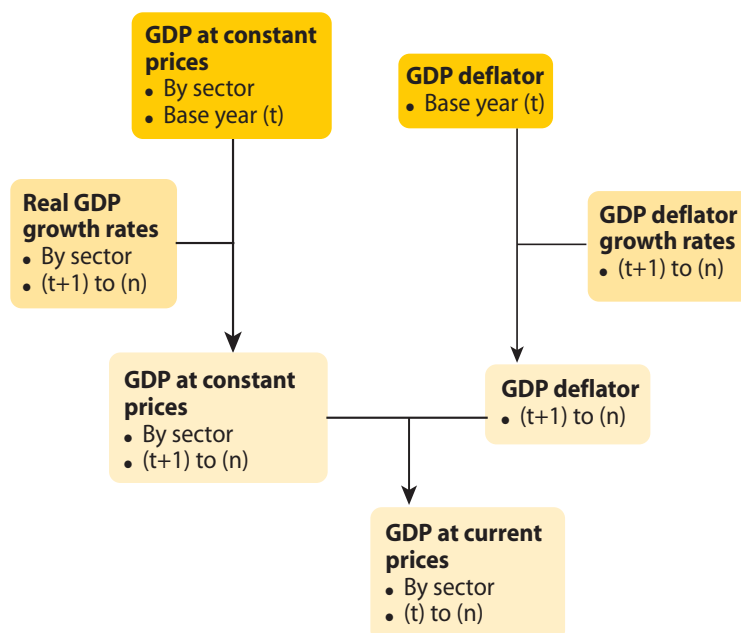 GDP at constant
prices
• By sector
• Base year (t)
GDP deflator
• Base year (t)
Real GDP
growth rates
• By sector
• (t+1) to (n)
GDP deflator
growth rates
• (t+1) to (n)
GDP at constant
prices
• By sector
• (t+1) to (n)
GDP deflator
• (t+1) to (n)
GDP at current
prices
• By sector
• (t) to (n)